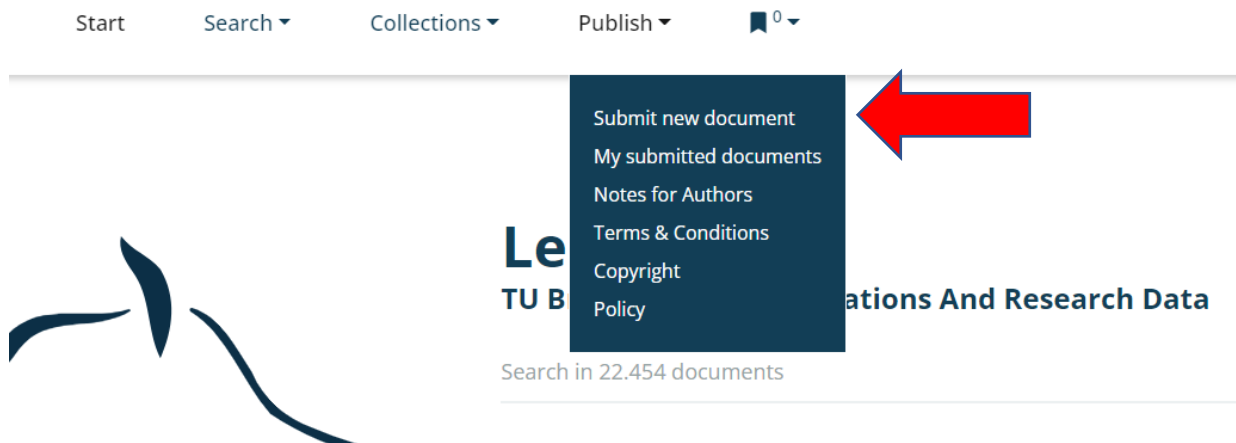 Start Search Collections Publish 0
Submit new document
My submitted documents
Notes for Authors
Terms & Conditions
Le
Copyright
TU B ations And Research Data
Policy
Search in 22.454 documents